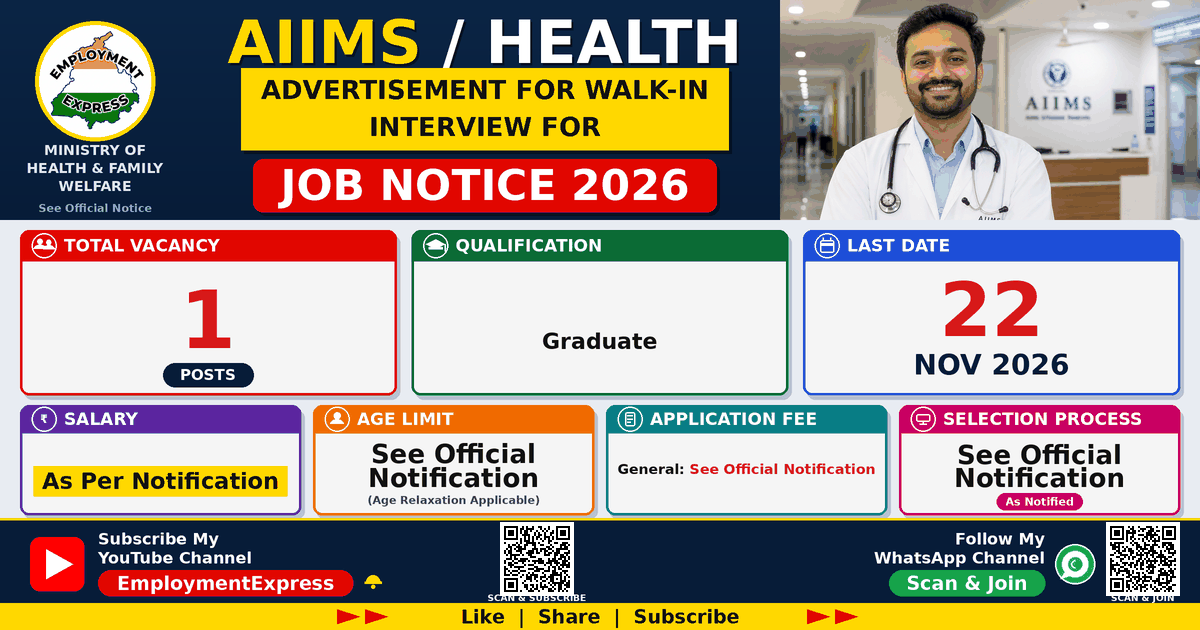 EMPLOYMENT
EXPRESS
MINISTRY OF
HEALTH & FAMILY
WELFARE
See Official Notice
AIIMS / HEALTH
ADVERTISEMENT FOR WALK-IN
INTERVIEW FOR
JOB NOTICE 2026
AIIMS
TOTAL VACANCY
1
POSTS
QUALIFICATION
Graduate
LAST DATE
22
NOV 2026
₹ SALARY
As Per Notification
AGE LIMIT
See Official
Notification
(Age Relaxation Applicable)
APPLICATION FEE
General: See Official Notification
SELECTION PROCESS
See Official
Notification
As Notified
Subscribe My
YouTube Channel
EmploymentExpress
SCAN & SUBSCRIBE
Follow My
WhatsApp Channel
Scan & Join
SCAN & JOIN
Like | Share | Subscribe